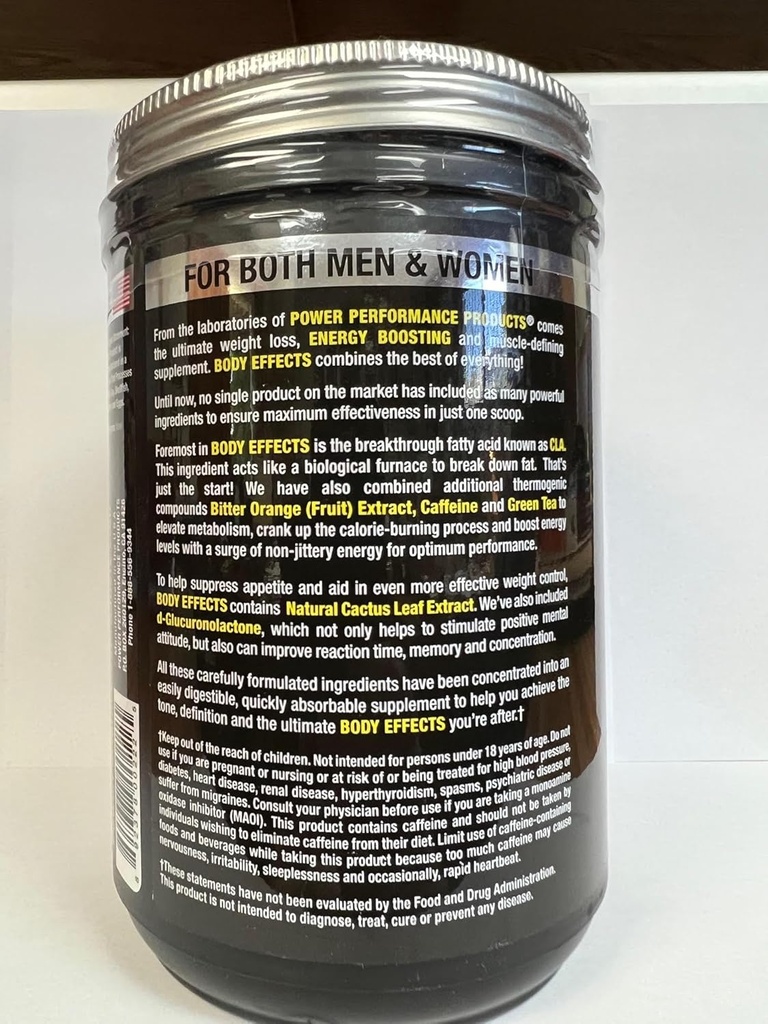 FOR BOTH MEN & WOMEN
From the laboratories of POWER PERFORMANCE PRODUCTS® comes
the ultimate weight loss, ENERGY BOOSTING and muscle-defining
supplement. BODY EFFECTS combines the best of everything!
Until now, no single product on the market has included as many powerful
ingredients to ensure maximum effectiveness in just one scoop.
Foremost in BODY EFFECTS is the breakthrough fatty acid known as CLA.
This ingredient acts like a biological furnace to break down fat. That's
just the start! We have also combined additional thermogenic
compounds Bitter Orange (Fruit) Extract, Caffeine and Green Tea to
elevate metabolism, crank up the calorie-burning process and boost energy
levels with a surge of non-jittery energy for optimum performance.
To help suppress appetite and aid in even more effective weight control,
BODY EFFECTS contains Natural Cactus Leaf Extract. We've also included
d-Glucuronolactone, which not only helps to stimulate positive mental
attitude, but also can improve reaction time, memory and concentration.
All these carefully formulated ingredients have been concentrated into an
easily digestible, quickly absorbable supplement to help you achieve the
tone, definition and the ultimate BODY EFFECTS you're after.†
†Keep out of the reach of children. Not intended for persons under 18 years of age. Do not
use if you are pregnant or nursing or at risk of or being treated for high blood pressure,
diabetes, heart disease, renal disease, hyperthyroidism, spasms, psychiatric disease or
suffer from migraines. Consult your physician before use if you are taking a monoamine
oxidase inhibitor (MAOI). This product contains caffeine and should not be taken by
individuals wishing to eliminate caffeine from their diet. Limit use of caffeine-containing
foods and beverages while taking this product because too much caffeine may cause
nervousness, irritability, sleeplessness and occasionally, rapid heartbeat.
†These statements have not been evaluated by the Food and Drug Administration.
This product is not intended to diagnose, treat, cure or prevent any disease.
POWER PERFORMANCE PRODUCTS
P.O. BOX 260129, Encino, CA 91426
Phone 1-888-556-9344